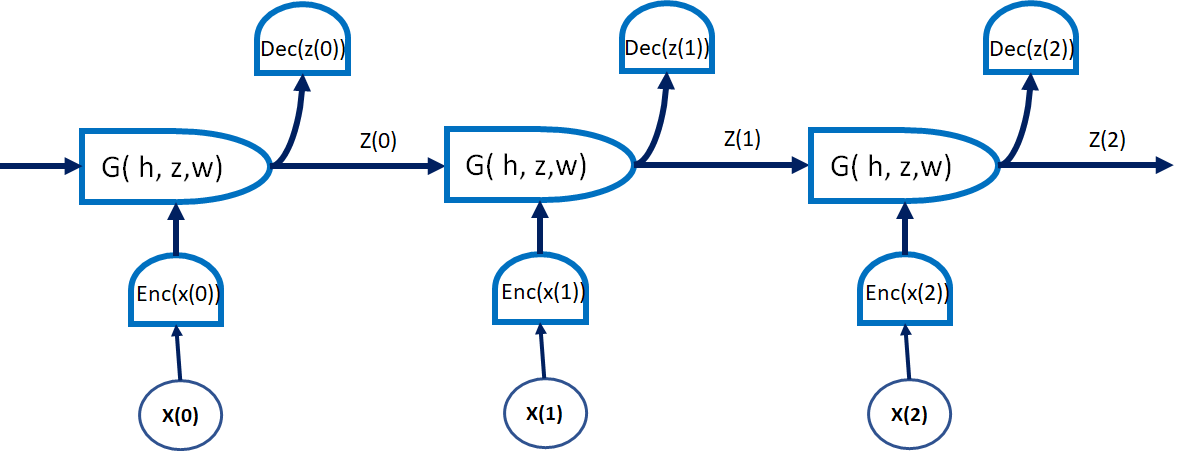 Dec(z(0))
Dec(z(1))
Dec(z(2))
Z(0)
Z(1)
Z(2)
G( h, z,w)
G( h, z,w)
G( h, z,w)
Enc(x(0))
Enc(x(1))
Enc(x(2))
X(0)
X(1)
X(2)